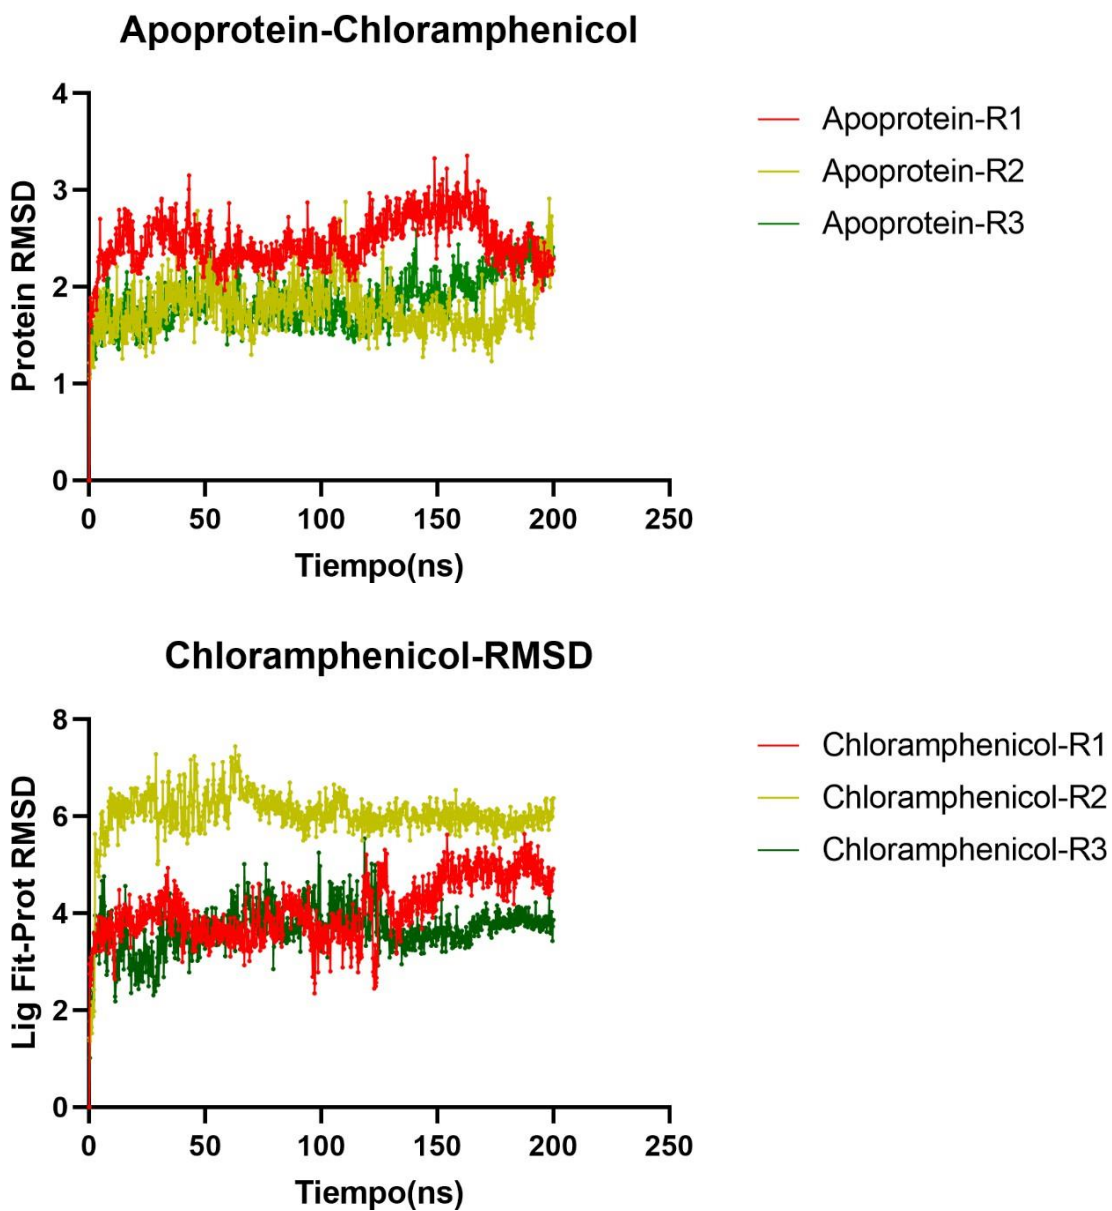 Apoprotein-Chloramphenicol
Protein RMSD
4
3
2
1
0
0 50 100 150 200 250
Tiempo(ns)
Apoprotein-R1
Apoprotein-R2
Apoprotein-R3
Chloramphenicol-RMSD
Lig Fit-Prot RMSD
8
6
4
2
0
0 50 100 150 200 250
Tiempo(ns)
Chloramphenicol-R1
Chloramphenicol-R2
Chloramphenicol-R3